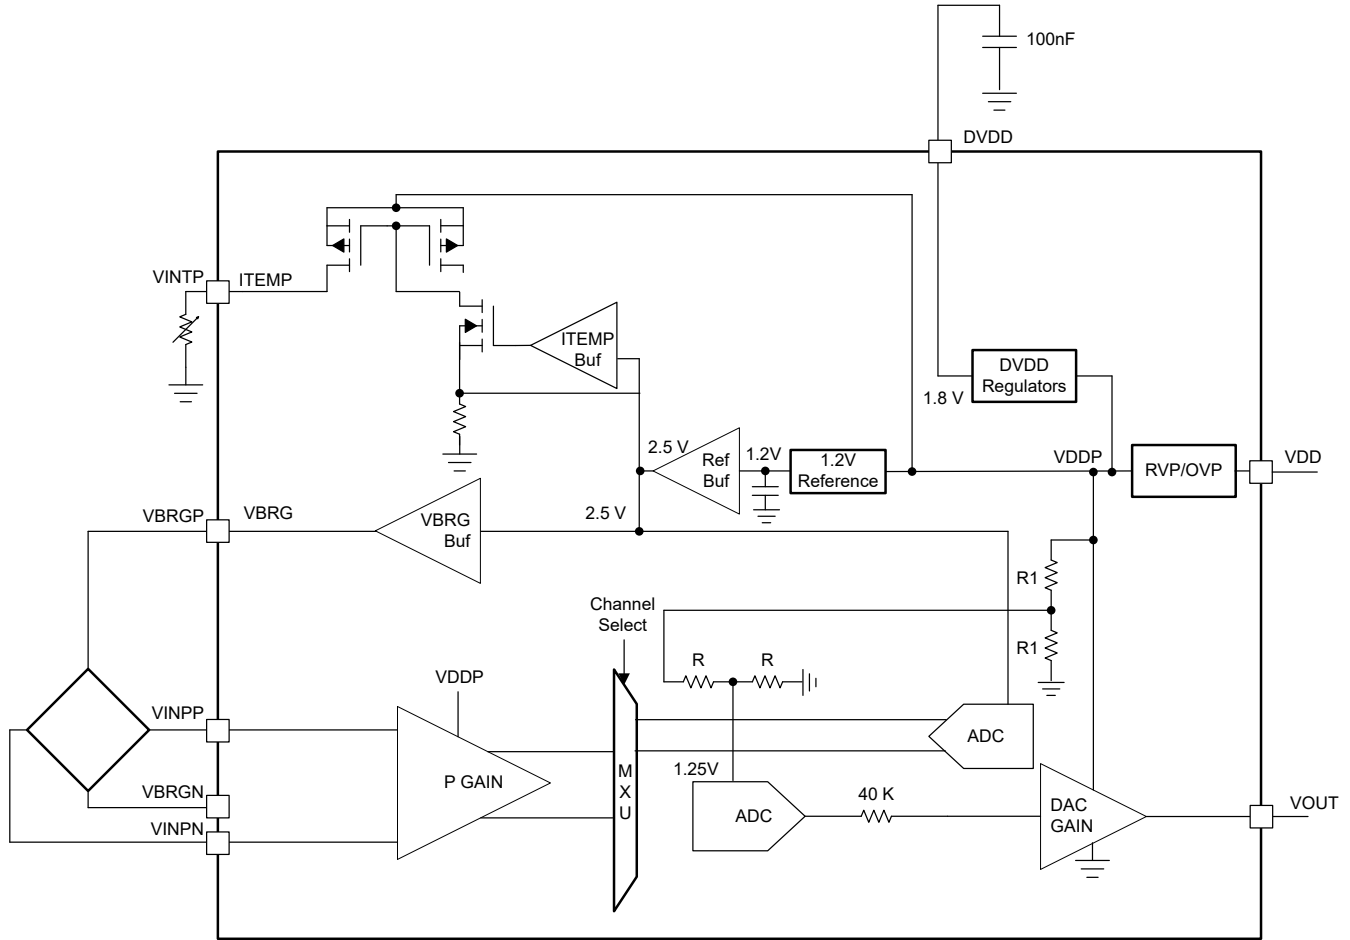 100nF
DVDD
VINTP
ITEMP
ITEMP
Buf
DVDD
Regulators
1.8 V
2.5 V
Ref
Buf
1.2V
1.2V
Reference
VDDP
RVP/OVP
VDD
VBRGP
VBRG
VBRG
Buf
2.5 V
R1
Channel
Select
R1
R
R
VDDP
VINPP
ADC
P GAIN
M
X
U
1.25V
VBRGN
40 K
VOUT
ADC
DAC
GAIN
VINPN